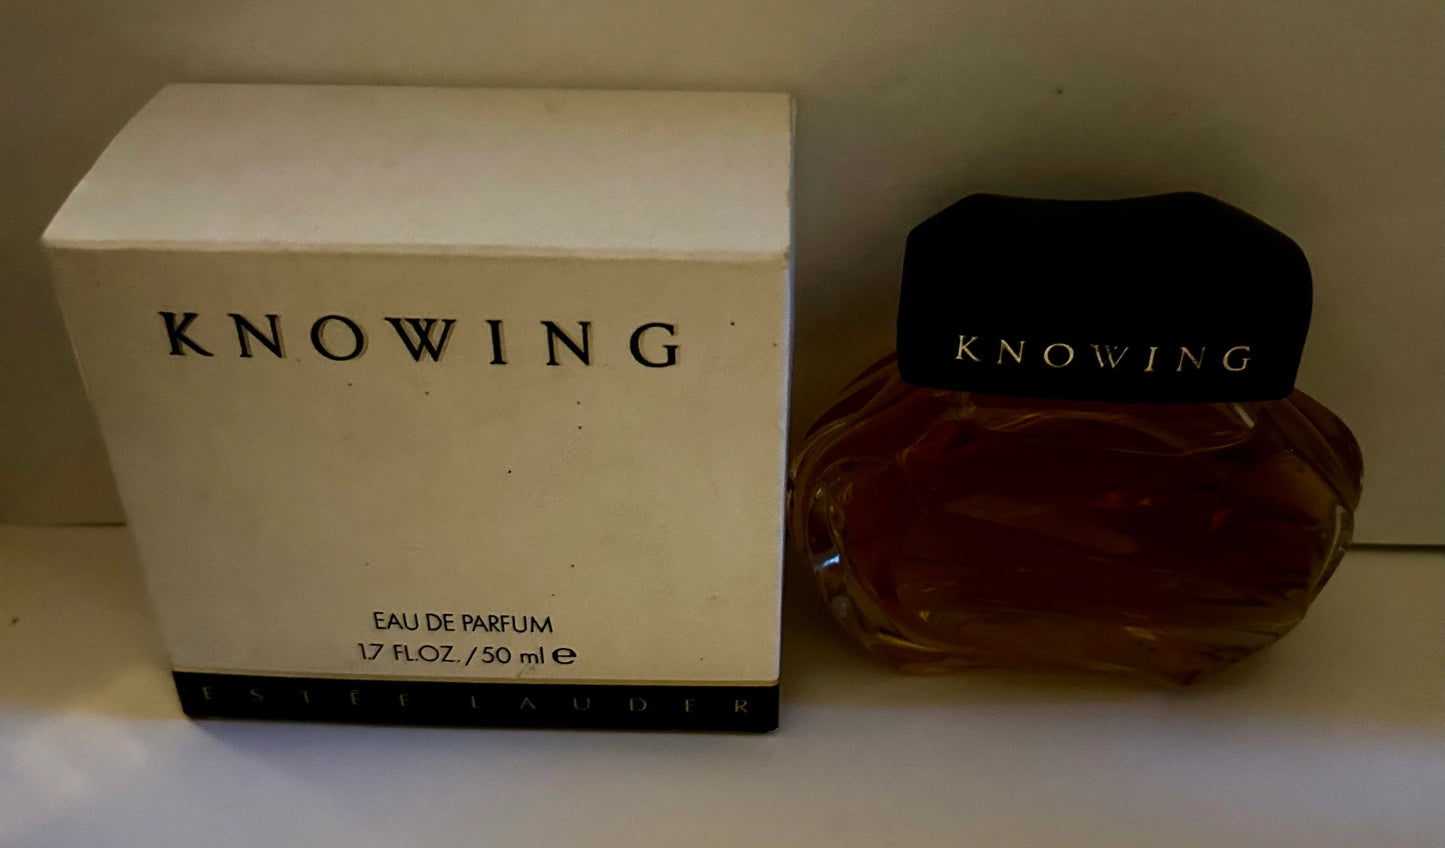 KNOWING
EAU DE PARFUM
1.7 FL.OZ. / 50 ml ℮
ESTĒE LAUDER
KNOWING